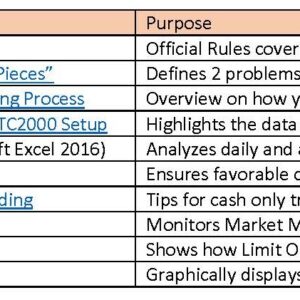 Purpose
Official Rules cover
Pieces” Defines 2 problems
ng Process Overview on how y
TC2000 Setup Highlights the data
ft Excel 2016) Analyzes daily and a
Ensures favorable c
ding Tips for cash only tr
Monitors Market M
Shows how Limit O
Graphically displays